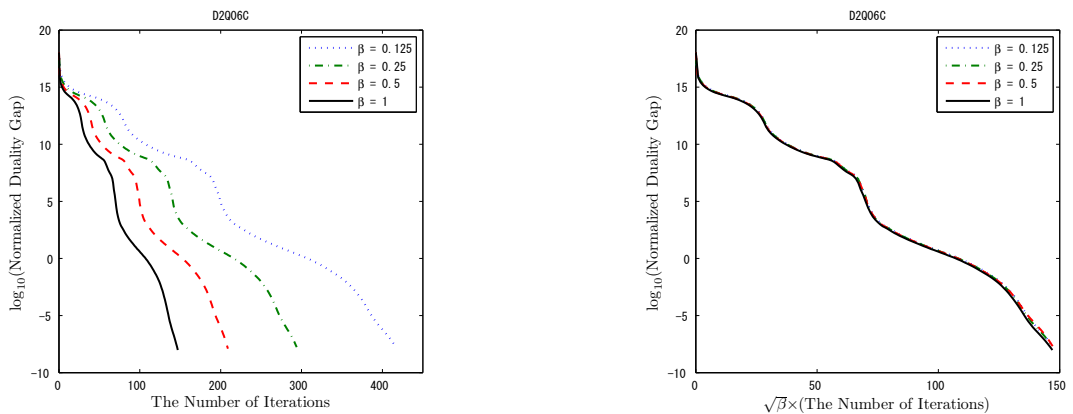 D2Q06C
log10(Normalized Duality Gap)
20
15
10
5
0
−5
−10
β = 0.125
β = 0.25
β = 0.5
β = 1
0 100 200 300 400
The Number of Iterations
D2Q06C
log10(Normalized Duality Gap)
20
15
10
5
0
−5
−10
β = 0.125
β = 0.25
β = 0.5
β = 1
0 50 100 150
√β×(The Number of Iterations)